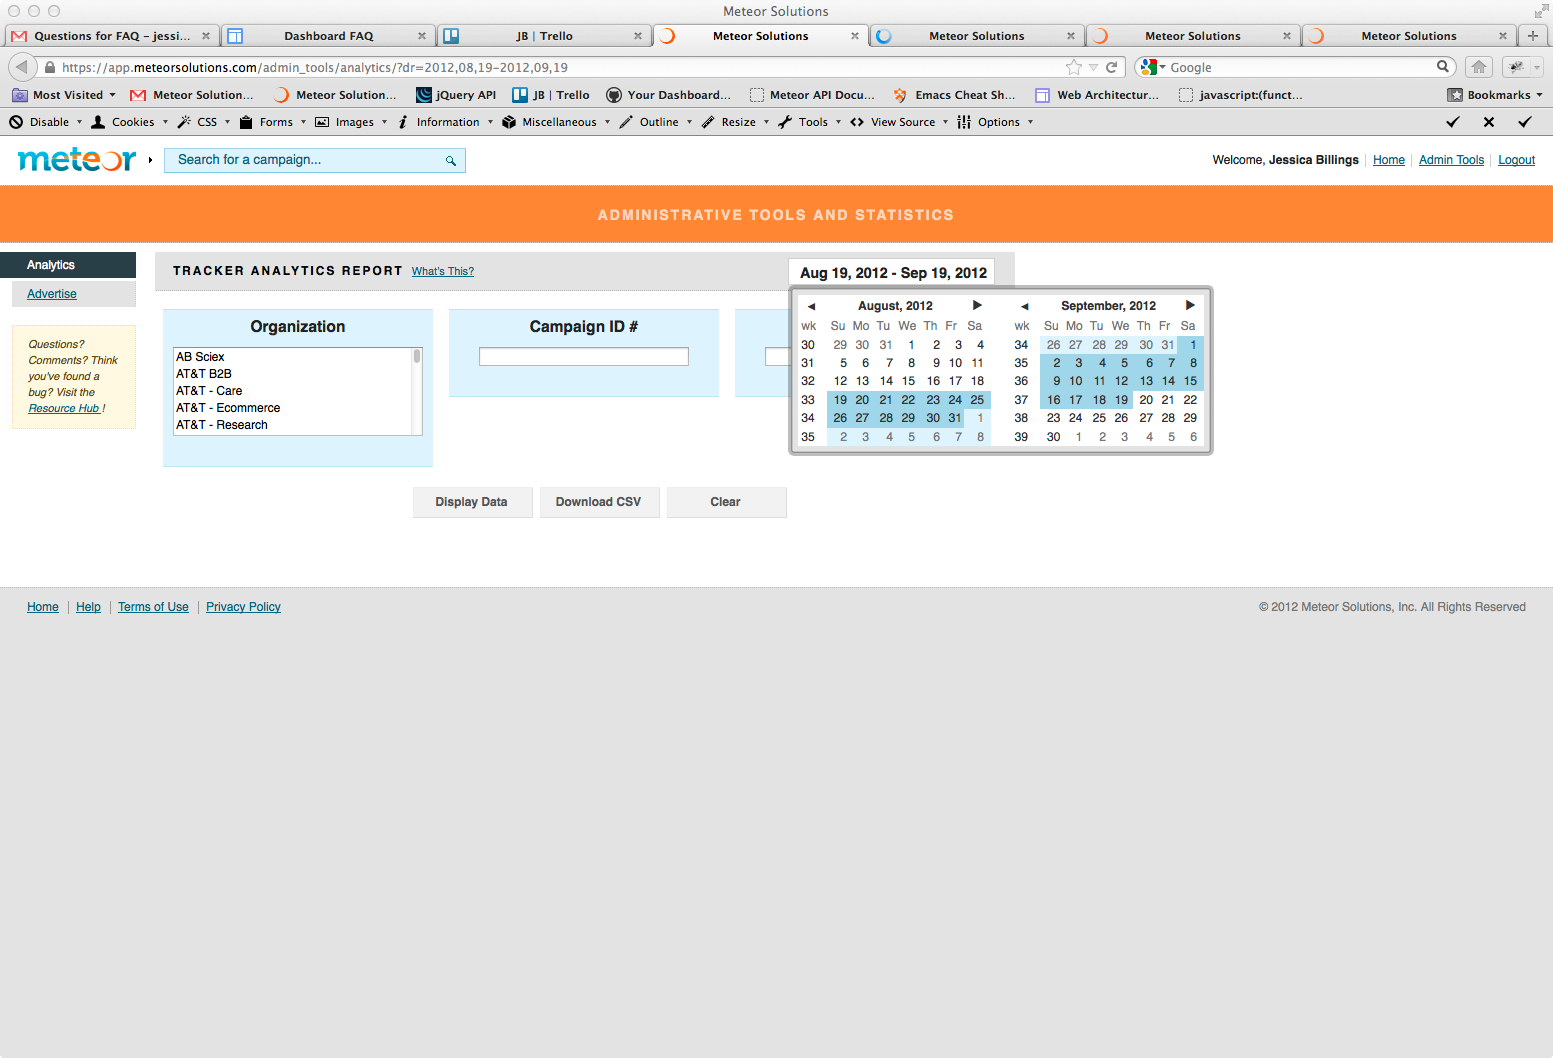 Meteor Solutions
Questions for FAQ – jessi... Dashboard FAQ JB | Trello Meteor Solutions Meteor Solutions Meteor Solutions Meteor Solutions
https://app.meteorsolutions.com/admin_tools/analytics/?dr=2012,08,19-2012,09,19 Google
Most Visited Meteor Solution... Meteor Solution... jQuery API JB | Trello Your Dashboard... Meteor API Docu... Emacs Cheat Sh... Web Architectur... javascript:(funct... Bookmarks
Disable Cookies CSS Forms Images Information Miscellaneous Outline Resize Tools View Source Options
meteor Search for a campaign... Welcome, Jessica Billings Home Admin Tools Logout
ADMINISTRATIVE TOOLS AND STATISTICS
Analytics
Advertise
Questions?
Comments? Think
you've found a
bug? Visit the
Resource Hub !
TRACKER ANALYTICS REPORT What's This? Aug 19, 2012 - Sep 19, 2012
Organization
AB Sciex
AT&T B2B
AT&T - Care
AT&T - Ecommerce
AT&T - Research
Campaign ID #
August, 2012
wk Su Mo Tu We Th Fr Sa
30 29 30 31 1 2 3 4
31 5 6 7 8 9 10 11
32 12 13 14 15 16 17 18
33 19 20 21 22 23 24 25
34 26 27 28 29 30 31 1
35 2 3 4 5 6 7 8
September, 2012
wk Su Mo Tu We Th Fr Sa
34 26 27 28 29 30 31 1
35 2 3 4 5 6 7 8
36 9 10 11 12 13 14 15
37 16 17 18 19 20 21 22
38 23 24 25 26 27 28 29
39 30 1 2 3 4 5 6
Display Data Download CSV Clear
Home Help Terms of Use Privacy Policy © 2012 Meteor Solutions, Inc. All Rights Reserved